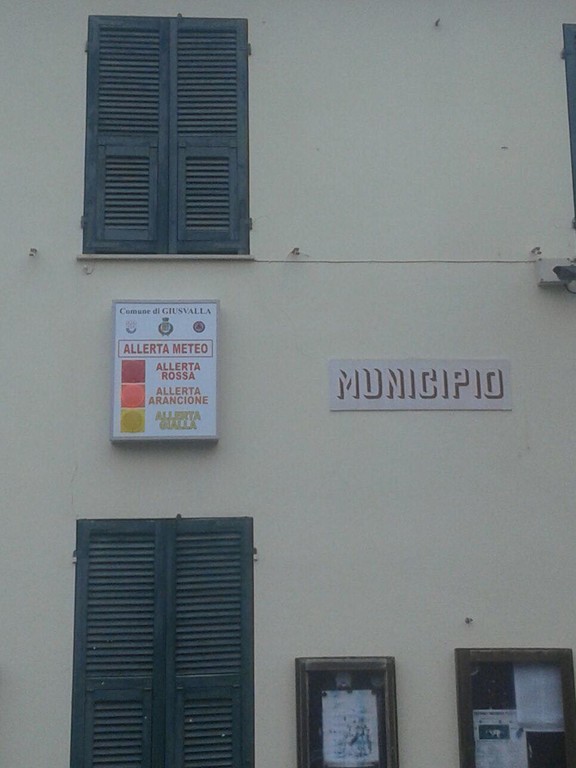 Comune di GIUSVALLA
ALLERTA METEO
ALLERTA
ROSSA
ALLERTA
ARANCIONE
ALLERTA
GIALLA
MUNICIPIO